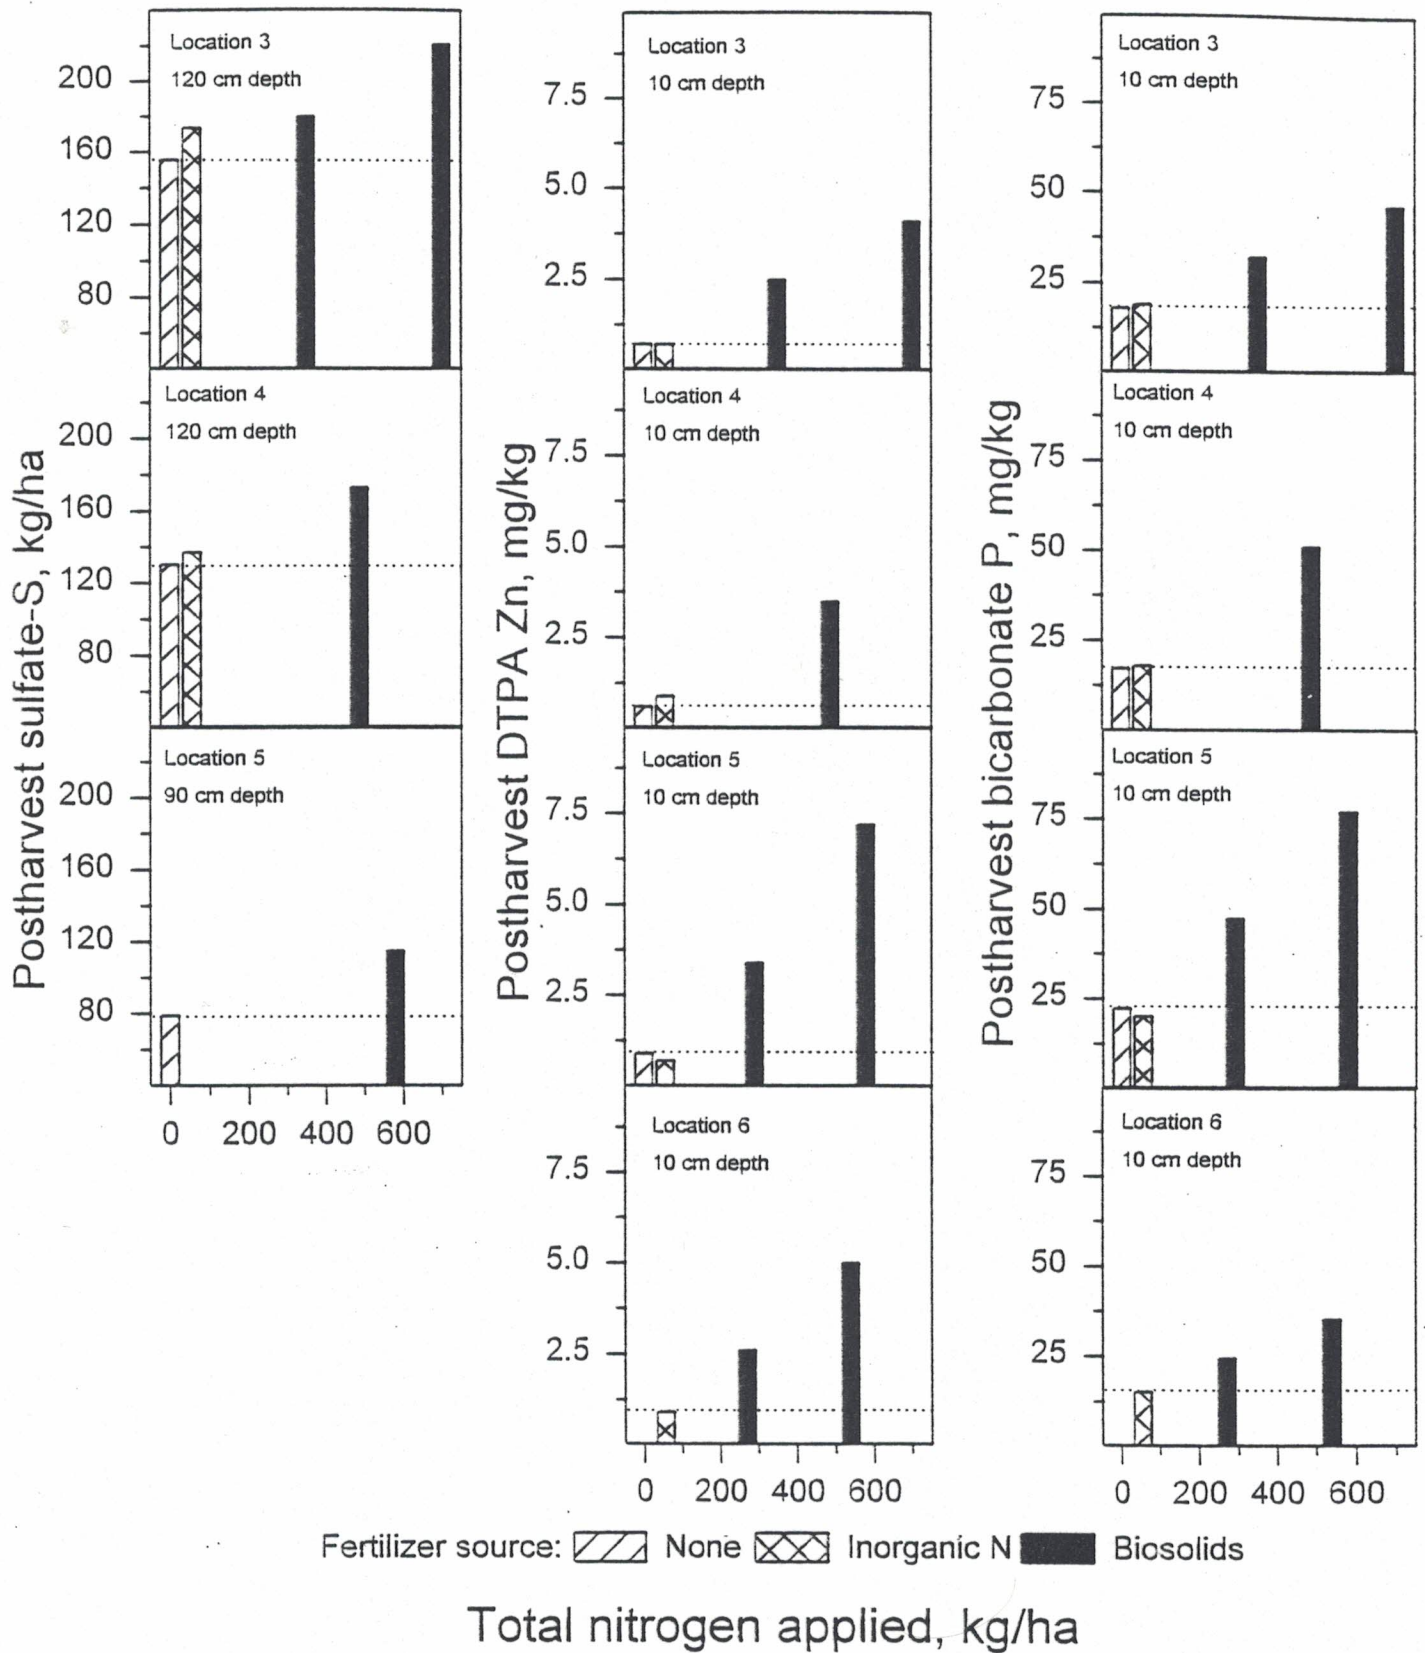 Postharvest sulfate-S, kg/ha
Location 3
120 cm depth
200
160
120
80
Location 4
120 cm depth
200
160
120
80
Location 5
90 cm depth
200
160
120
80
0 200 400 600
Postharvest DTPA Zn, mg/kg
Location 3
10 cm depth
7.5
5.0
2.5
Location 4
10 cm depth
7.5
5.0
2.5
Location 5
10 cm depth
7.5
5.0
2.5
Location 6
10 cm depth
7.5
5.0
2.5
0 200 400 600
Postharvest bicarbonate P, mg/kg
Location 3
10 cm depth
75
50
25
Location 4
10 cm depth
75
50
25
Location 5
10 cm depth
75
50
25
Location 6
10 cm depth
75
50
25
0 200 400 600
Fertilizer source: None Inorganic N Biosolids
Total nitrogen applied, kg/ha